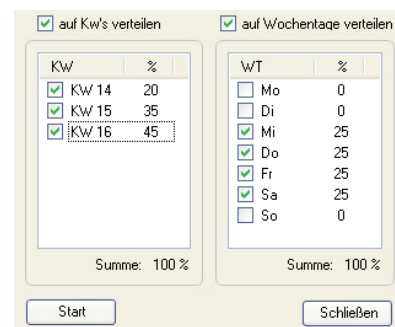 auf Kw's verteilen
KW %
KW 14 20
KW 15 35
KW 16 45
Summe: 100 %
Start
auf Wochentage verteilen
WT %
Mo 0
Di 0
Mi 25
Do 25
Fr 25
Sa 25
So 0
Summe: 100 %
Schließen